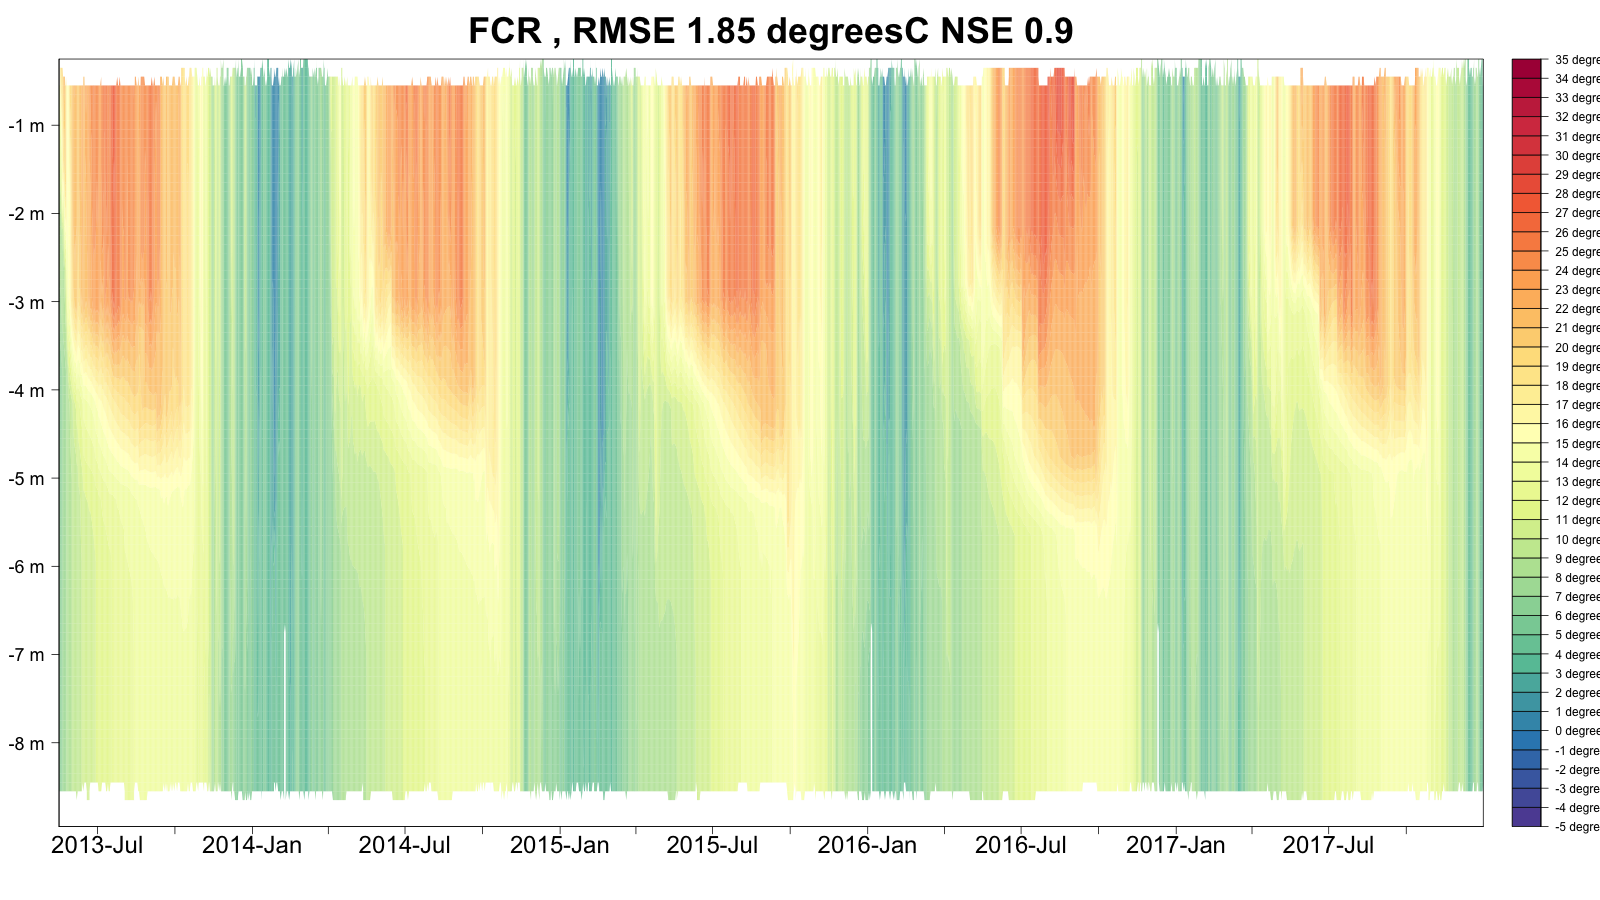 FCR , RMSE 1.85 degreesC NSE 0.9
-1 m
-2 m
-3 m
-4 m
-5 m
-6 m
-7 m
-8 m
2013-Jul 2014-Jan 2014-Jul 2015-Jan 2015-Jul 2016-Jan 2016-Jul 2017-Jan 2017-Jul
35 degre
34 degre
33 degre
32 degre
31 degre
30 degre
29 degre
28 degre
27 degre
26 degre
25 degre
24 degre
23 degre
22 degre
21 degre
20 degre
19 degre
18 degre
17 degre
16 degre
15 degre
14 degre
13 degre
12 degre
11 degre
10 degre
9 degree
8 degree
7 degree
6 degree
5 degree
4 degree
3 degree
2 degree
1 degree
0 degree
-1 degre
-2 degre
-3 degre
-4 degre
-5 degre